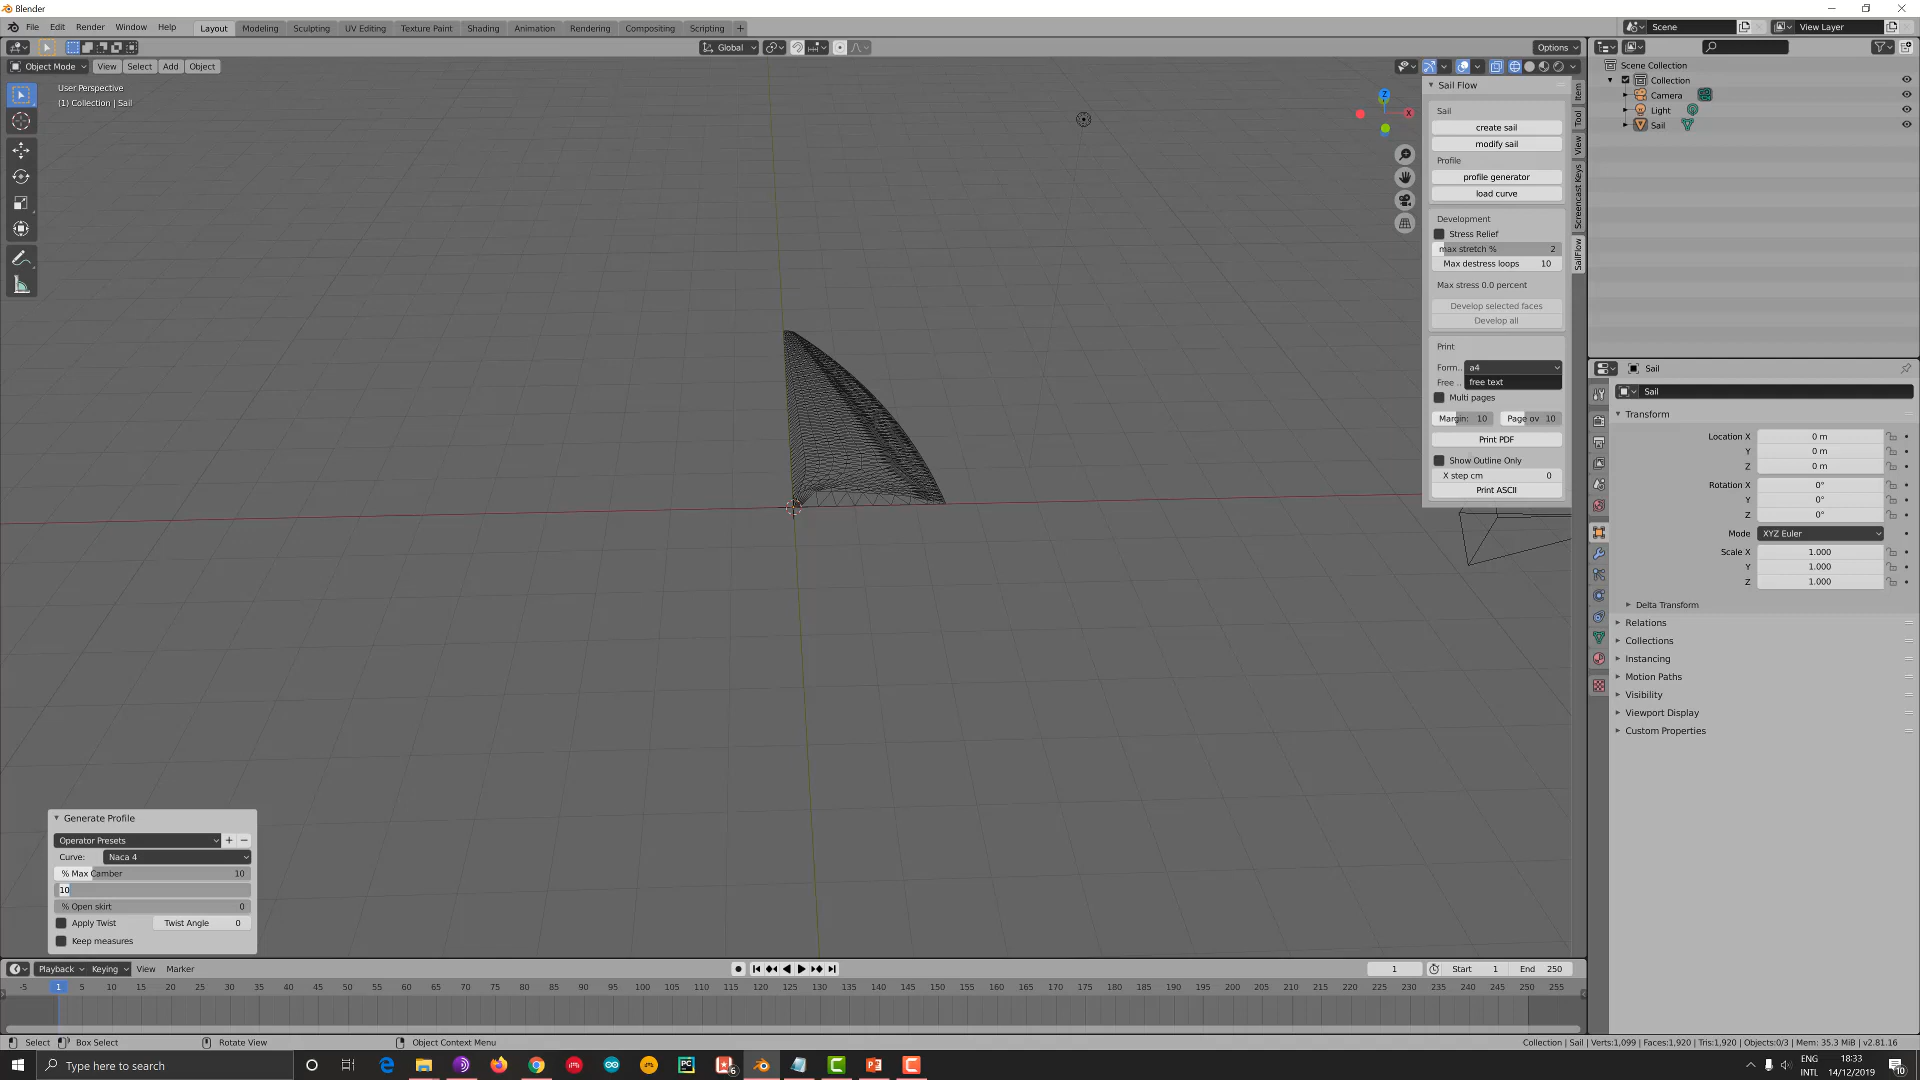 Blender
File Edit Render Window Help
Layout Modeling Sculpting UV Editing Texture Paint Shading Animation Rendering Compositing Scripting +
Scene
View Layer
Global
Options
Object Mode View Select Add Object
User Perspective
(1) Collection | Sail
Z
X
Sail Flow
Sail
create sail
modify sail
Profile
profile generator
load curve
Development
Stress Relief
max stretch % 2
Max destress loops 10
Max stress 0.0 percent
Develop selected faces
Develop all
Print
Form.. a4
Free .. free text
Multi pages
Margin: 10 Page ov 10
Print PDF
Show Outline Only
X step cm 0
Print ASCII
Item
Tool
View
Screencast Keys
SailFlow
Scene Collection
Collection
Camera
Light
Sail
Sail
Sail
Transform
Location X 0 m
Y 0 m
Z 0 m
Rotation X 0°
Y 0°
Z 0°
Mode XYZ Euler
Scale X 1.000
Y 1.000
Z 1.000
Delta Transform
Relations
Collections
Instancing
Motion Paths
Visibility
Viewport Display
Custom Properties
Generate Profile
Operator Presets + −
Curve: Naca 4
% Max Camber 10
10
% Open skirt 0
Apply Twist Twist Angle 0
Keep measures
Playback Keying View Marker
1 Start 1 End 250
-5 1 5 10 15 20 25 30 35 40 45 50 55 60 65 70 75 80 85 90 95 100 105 110 115 120 125 130 135 140 145 150 155 160 165 170 175 180 185 190 195 200 205 210 215 220 225 230 235 240 245 250 255
Select Box Select Rotate View Object Context Menu
Collection | Sail | Verts:1,099 | Faces:1,920 | Tris:1,920 | Objects:0/3 | Mem: 35.3 MiB | v2.81.16
Type here to search
PC
6
ENG
INTL
18:33
14/12/2019
10